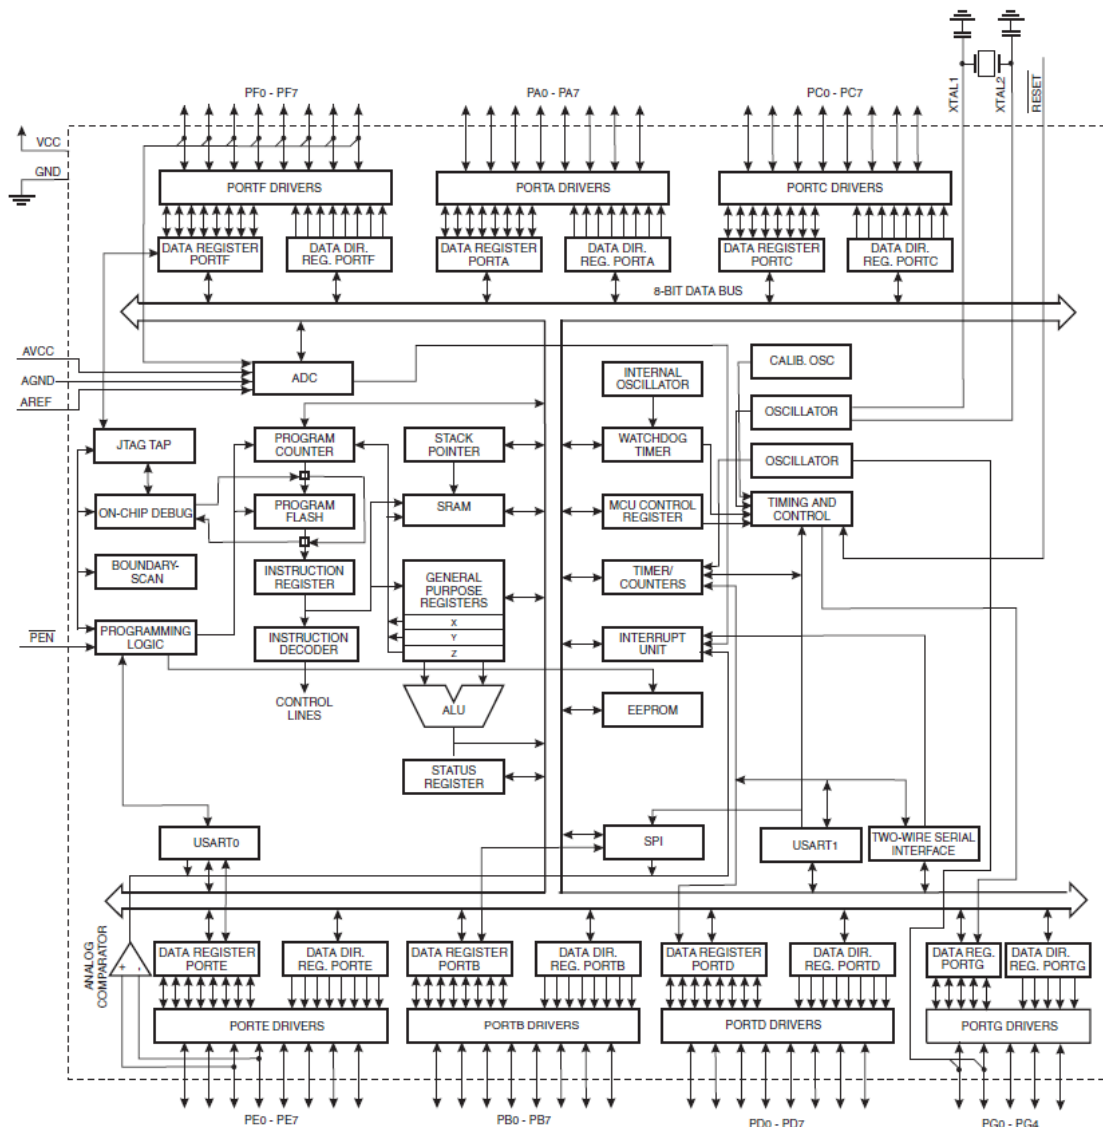 XTAL1
XTAL2
RESET
PF0 - PF7
PA0 - PA7
PC0 - PC7
VCC
GND
PORTF DRIVERS
PORTA DRIVERS
PORTC DRIVERS
DATA REGISTER
PORTF
DATA DIR.
REG. PORTF
DATA REGISTER
PORTA
DATA DIR.
REG. PORTA
DATA REGISTER
PORTC
DATA DIR.
REG. PORTC
8-BIT DATA BUS
AVCC
AGND
AREF
ADC
INTERNAL
OSCILLATOR
CALIB. OSC
OSCILLATOR
JTAG TAP
PROGRAM
COUNTER
STACK
POINTER
WATCHDOG
TIMER
OSCILLATOR
ON-CHIP DEBUG
PROGRAM
FLASH
SRAM
MCU CONTROL
REGISTER
TIMING AND
CONTROL
BOUNDARY-
SCAN
INSTRUCTION
REGISTER
GENERAL
PURPOSE
REGISTERS
X
Y
Z
TIMER/
COUNTERS
PEN
PROGRAMMING
LOGIC
INSTRUCTION
DECODER
INTERRUPT
UNIT
CONTROL
LINES
ALU
EEPROM
STATUS
REGISTER
USART0
SPI
USART1
TWO-WIRE SERIAL
INTERFACE
ANALOG
COMPARATOR
+
-
DATA REGISTER
PORTE
DATA DIR.
REG. PORTE
DATA REGISTER
PORTB
DATA DIR.
REG. PORTB
DATA REGISTER
PORTD
DATA DIR.
REG. PORTD
DATA REG.
PORTG
DATA DIR.
REG. PORTG
PORTE DRIVERS
PORTB DRIVERS
PORTD DRIVERS
PORTG DRIVERS
PE0 - PE7
PB0 - PB7
PD0 - PD7
PG0 - PG4